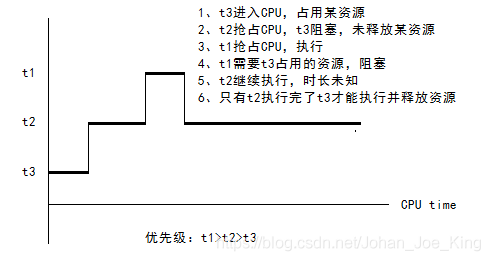 1、t3进入CPU，占用某资源
2、t2抢占CPU，t3阻塞，未释放某资源
3、t1抢占CPU，执行
4、t1需要t3占用的资源，阻塞
5、t2继续执行，时长未知
6、只有t2执行完了t3才能执行并释放资源
t1
t2
t3
CPU time
优先级：t1>t2>t3
https://blog.csdn.net/Johan_Joe_King